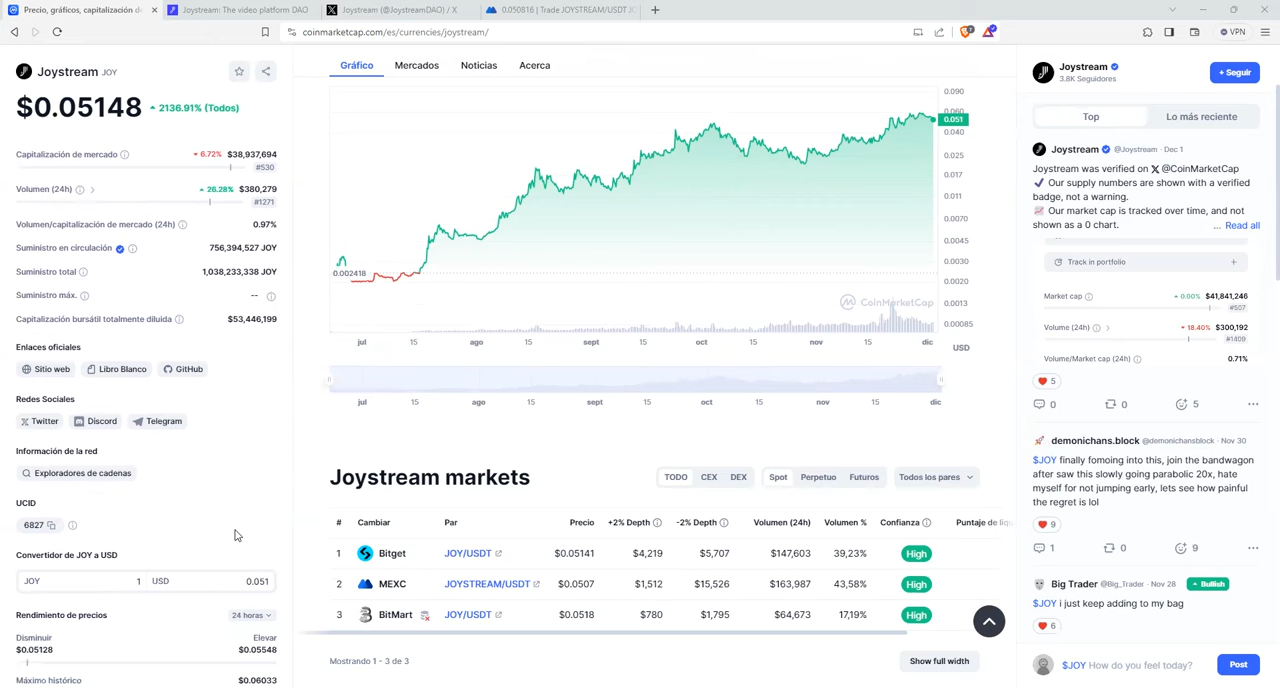 Precio, gráficos, capitalización de
Joystream: The video platform DAO
Joystream (@JoystreamDAO) / X
0.050816 | Trade JOYSTREAM/USDT JO
coinmarketcap.com/es/currencies/joystream/
VPN
Joystream JOY
$0.05148 2136.91% (Todos)
Capitalización de mercado 6.72% $38,937,694
#530
Volumen (24h) 26.28% $380,279
#1271
Volumen/capitalización de mercado (24h) 0.97%
Suministro en circulación 756,394,527 JOY
Suministro total 1,038,233,338 JOY
Suministro máx. --
Capitalización bursátil totalmente diluida $53,446,199
Enlaces oficiales
Sitio web Libro Blanco GitHub
Redes Sociales
Twitter Discord Telegram
Información de la red
Exploradores de cadenas
UCID
6827
Convertidor de JOY a USD
JOY 1 USD 0.051
Rendimiento de precios 24 horas
Disminuir Elevar
$0.05128 $0.05548
Máximo histórico $0.06033
Gráfico Mercados Noticias Acerca
0.090
0.060
0.051
0.040
0.025
0.017
0.011
0.0070
0.0045
0.0030
0.0020
0.0013
0.00085
0.002418
CoinMarketCap
jul 15 ago 15 sept 15 oct 15 nov 15 dic
USD
jul 15 ago 15 sept 15 oct 15 nov 15 dic
Joystream markets
TODO CEX DEX Spot Perpetuo Futuros Todos los pares
# Cambiar Par Precio +2% Depth -2% Depth Volumen (24h) Volumen % Confianza Puntaje de liqu
1 Bitget JOY/USDT $0.05141 $4,219 $5,707 $147,603 39,23% High
2 MEXC JOYSTREAM/USDT $0.0507 $1,512 $15,526 $163,987 43,58% High
3 BitMart JOY/USDT $0.0518 $780 $1,795 $64,673 17,19% High
Mostrando 1 - 3 de 3
Show full width
Joystream
3.8K Seguidores
+ Seguir
Top Lo más reciente
Joystream @Joystream · Dec 1
Joystream was verified on X @CoinMarketCap
✔ Our supply numbers are shown with a verified
badge, not a warning.
📈 Our market cap is tracked over time, and not
shown as a 0 chart. ... Read all
Track in portfolio +
Market cap 0.00% $41,841,246
#507
Volume (24h) 18.40% $300,192
#1409
Volume/Market cap (24h) 0.71%
5
0 0 5
demonichans.block @demonichansblock · Nov 30
$JOY finally fomoing into this, join the bandwagon
after saw this slowly going parabolic 20x, hate
myself for not jumping early, lets see how painful
the regret is lol
9
1 0 9
Big Trader @Big_Trader · Nov 28 Bullish
$JOY i just keep adding to my bag
6
$JOY How do you feel today?
Post